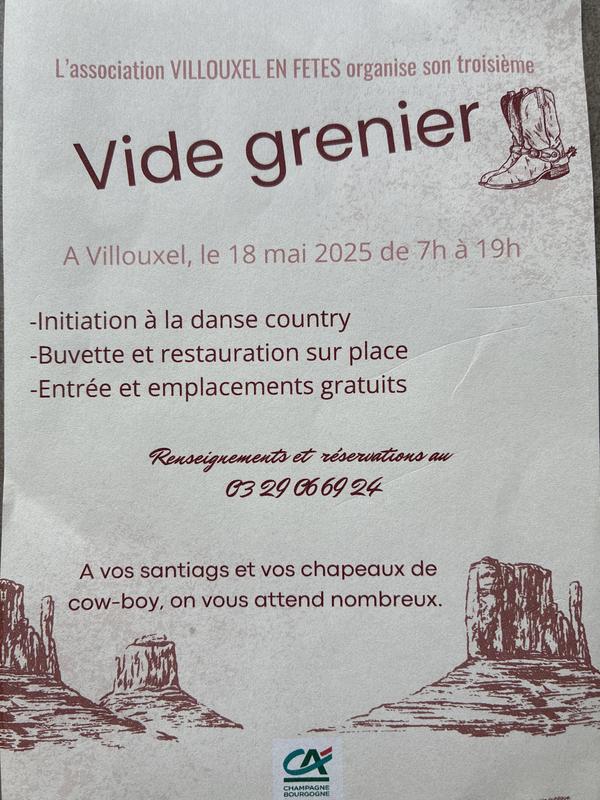 L'association VILLOUXEL EN FETES organise son troisième
Vide grenier
A Villouxel, le 18 mai 2025 de 7h à 19h
-Initiation à la danse country
-Buvette et restauration sur place
-Entrée et emplacements gratuits
Renseignements et réservations au
03 29 06 69 24
A vos santiags et vos chapeaux de
cow-boy, on vous attend nombreux.
CA
CHAMPAGNE
BOURGOGNE